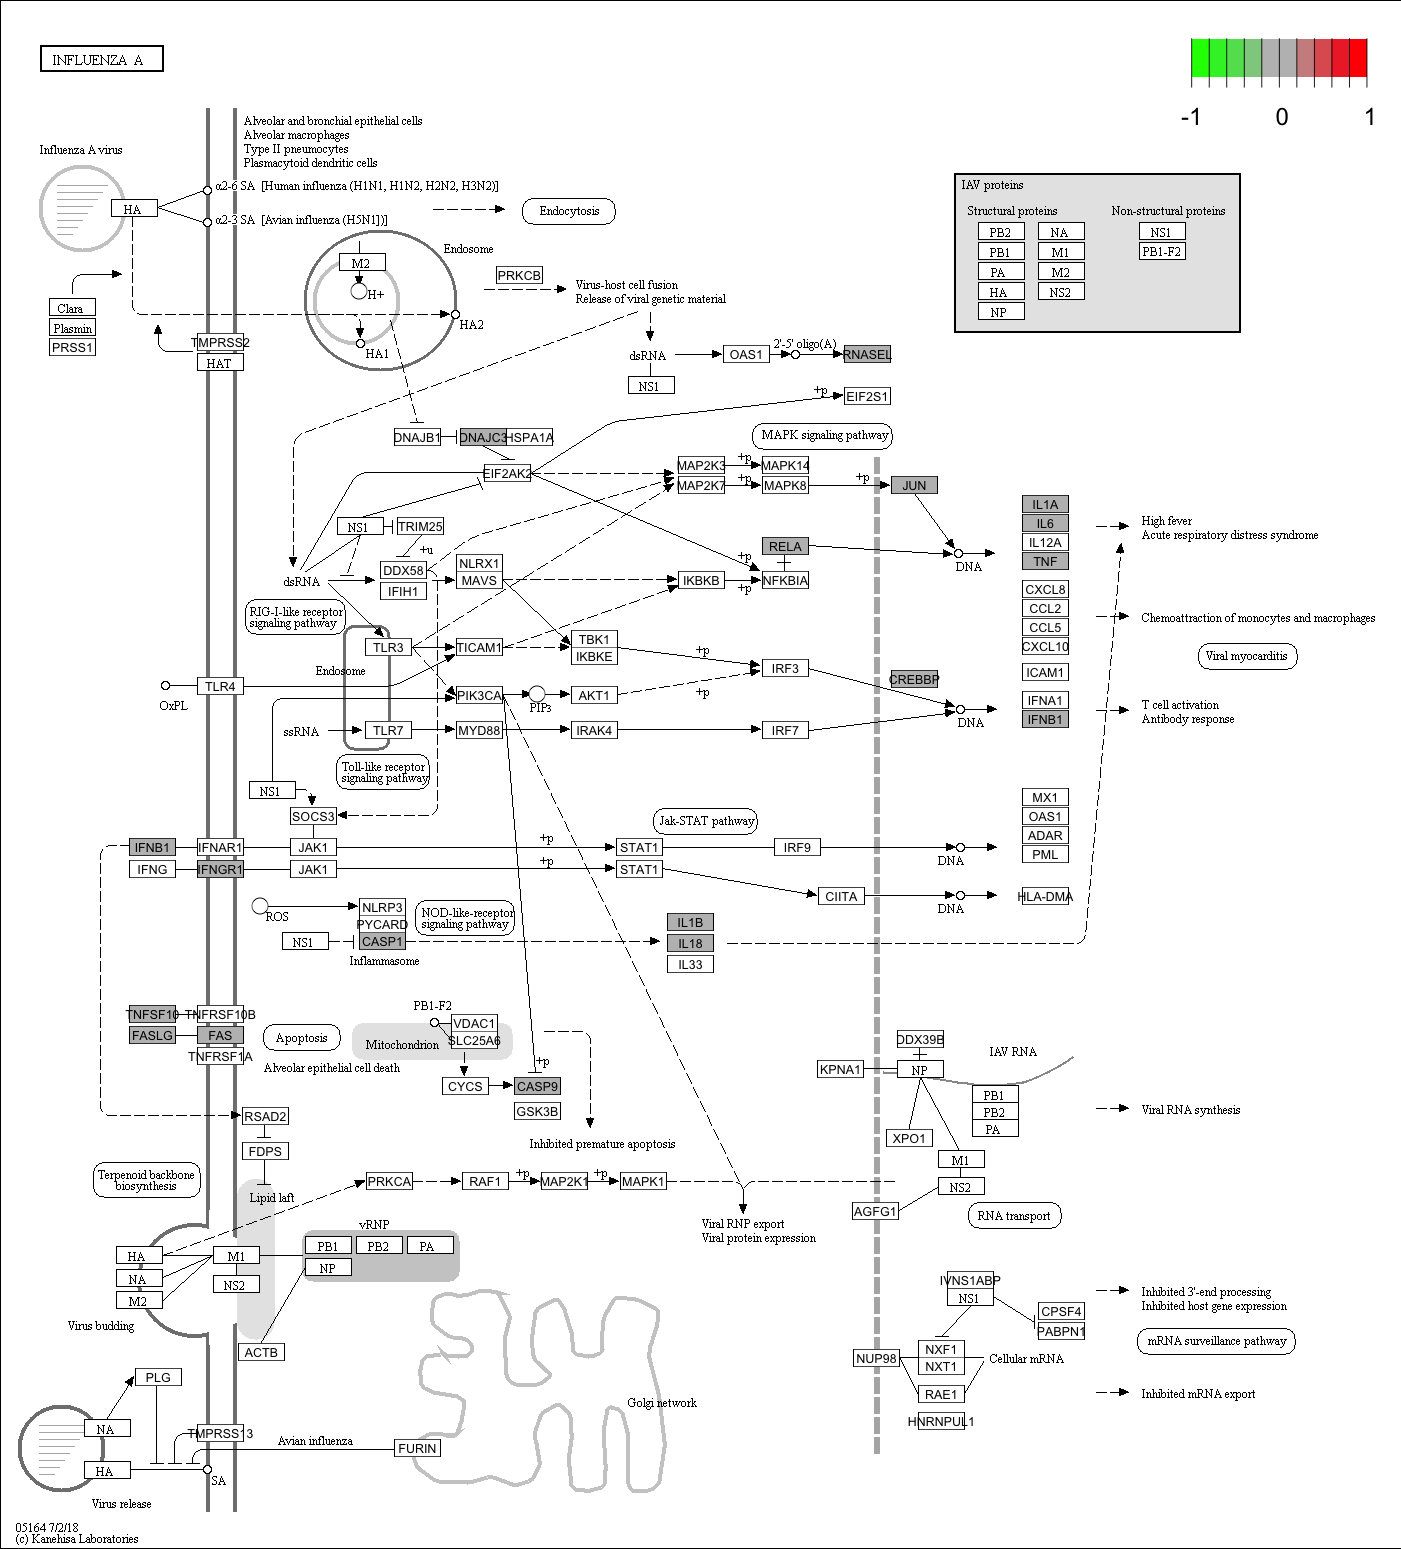 INFLUENZA A
-1 0 1
Alveolar and bronchial epithelial cells
Alveolar macrophages
Type II pneumocytes
Plasmacytoid dendritic cells
Influenza A virus
HA
α2-6 SA [Human influenza (H1N1, H1N2, H2N2, H3N2)]
α2-3 SA [Avian influenza (H5N1])]
Endocytosis
IAV proteins
Structural proteins
Non-structural proteins
PB2
NA
NS1
PB1
M1
PB1-F2
PA
M2
HA
NS2
NP
Endosome
M2
H+
HA2
HA1
PRKCB
Virus-host cell fusion
Release of viral genetic material
Clara
Plasmin
PRSS1
TMPRSS2
HAT
dsRNA
OAS1
2'-5' oligo(A)
RNASEL
NS1
+p
EIF2S1
DNAJB1
DNAJC3
HSPA1A
MAPK signaling pathway
EIF2AK2
MAP2K3
+p
MAPK14
MAP2K7
+p
MAPK8
+p
JUN
NS1
TRIM25
+u
DDX58
IFIH1
dsRNA
NLRX1
MAVS
RELA
+p
IKBKB
+p
NFKBIA
DNA
IL1A
IL6
IL12A
TNF
High fever
Acute respiratory distress syndrome
CXCL8
CCL2
CCL5
CXCL10
Chemoattraction of monocytes and macrophages
Viral myocarditis
ICAM1
IFNA1
IFNB1
T cell activation
Antibody response
RIG-I-like receptor
signaling pathway
Endosome
TLR3
TICAM1
TBK1
IKBKE
+p
IRF3
CREBBP
TLR4
OxPL
PIK3CA
PIP3
AKT1
+p
DNA
ssRNA
TLR7
MYD88
IRAK4
IRF7
Toll-like receptor
signaling pathway
NS1
SOCS3
Jak-STAT pathway
IFNB1
IFNAR1
JAK1
+p
STAT1
IRF9
DNA
MX1
OAS1
ADAR
PML
IFNG
IFNGR1
JAK1
+p
STAT1
CIITA
DNA
HLA-DMA
ROS
NLRP3
PYCARD
CASP1
NS1
Inflammasome
NOD-like-receptor
signaling pathway
IL1B
IL18
IL33
TNFSF10
TNFRSF10B
FASLG
FAS
TNFRSF1A
Apoptosis
Alveolar epithelial cell death
PB1-F2
VDAC1
SLC25A6
Mitochondrion
CYCS
+p
CASP9
GSK3B
Inhibited premature apoptosis
DDX39B
KPNA1
NP
IAV RNA
PB1
PB2
PA
Viral RNA synthesis
XPO1
M1
NS2
AGFG1
RNA transport
RSAD2
FDPS
Terpenoid backbone
biosynthesis
Lipid laft
PRKCA
RAF1
+p
MAP2K1
+p
MAPK1
Viral RNP export
Viral protein expression
vRNP
PB1
PB2
PA
NP
HA
NA
M2
M1
NS2
Virus budding
ACTB
IVNS1ABP
NS1
CPSF4
PABPN1
Inhibited 3'-end processing
Inhibited host gene expression
mRNA surveillance pathway
NUP98
NXF1
NXT1
Cellular mRNA
RAE1
HNRNPUL1
Inhibited mRNA export
PLG
NA
TMPRSS13
Avian influenza
FURIN
Golgi network
HA
SA
Virus release
05164 7/2/18
(c) Kanehisa Laboratories